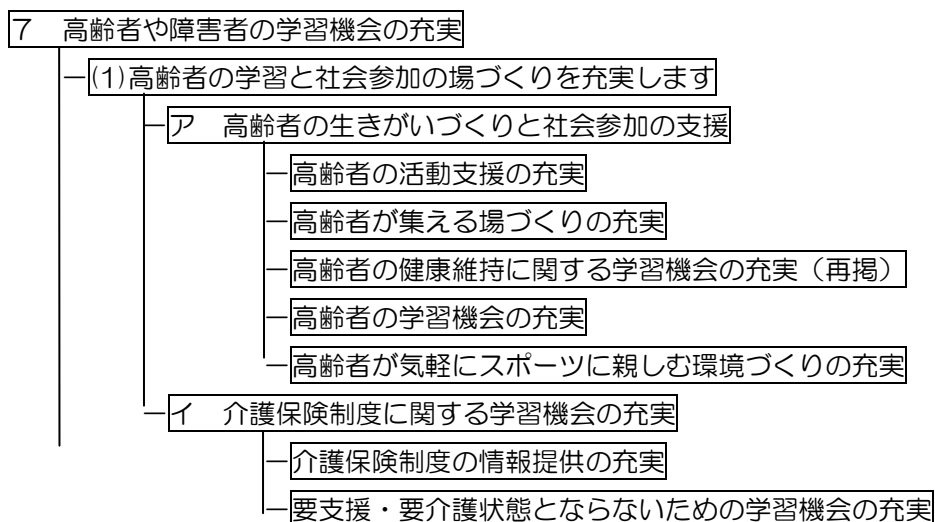 7　高齢者や障害者の学習機会の充実
(1)高齢者の学習と社会参加の場づくりを充実します
ア　高齢者の生きがいづくりと社会参加の支援
高齢者の活動支援の充実
高齢者が集える場づくりの充実
高齢者の健康維持に関する学習機会の充実（再掲）
高齢者の学習機会の充実
高齢者が気軽にスポーツに親しむ環境づくりの充実
イ　介護保険制度に関する学習機会の充実
介護保険制度の情報提供の充実
要支援・要介護状態とならないための学習機会の充実